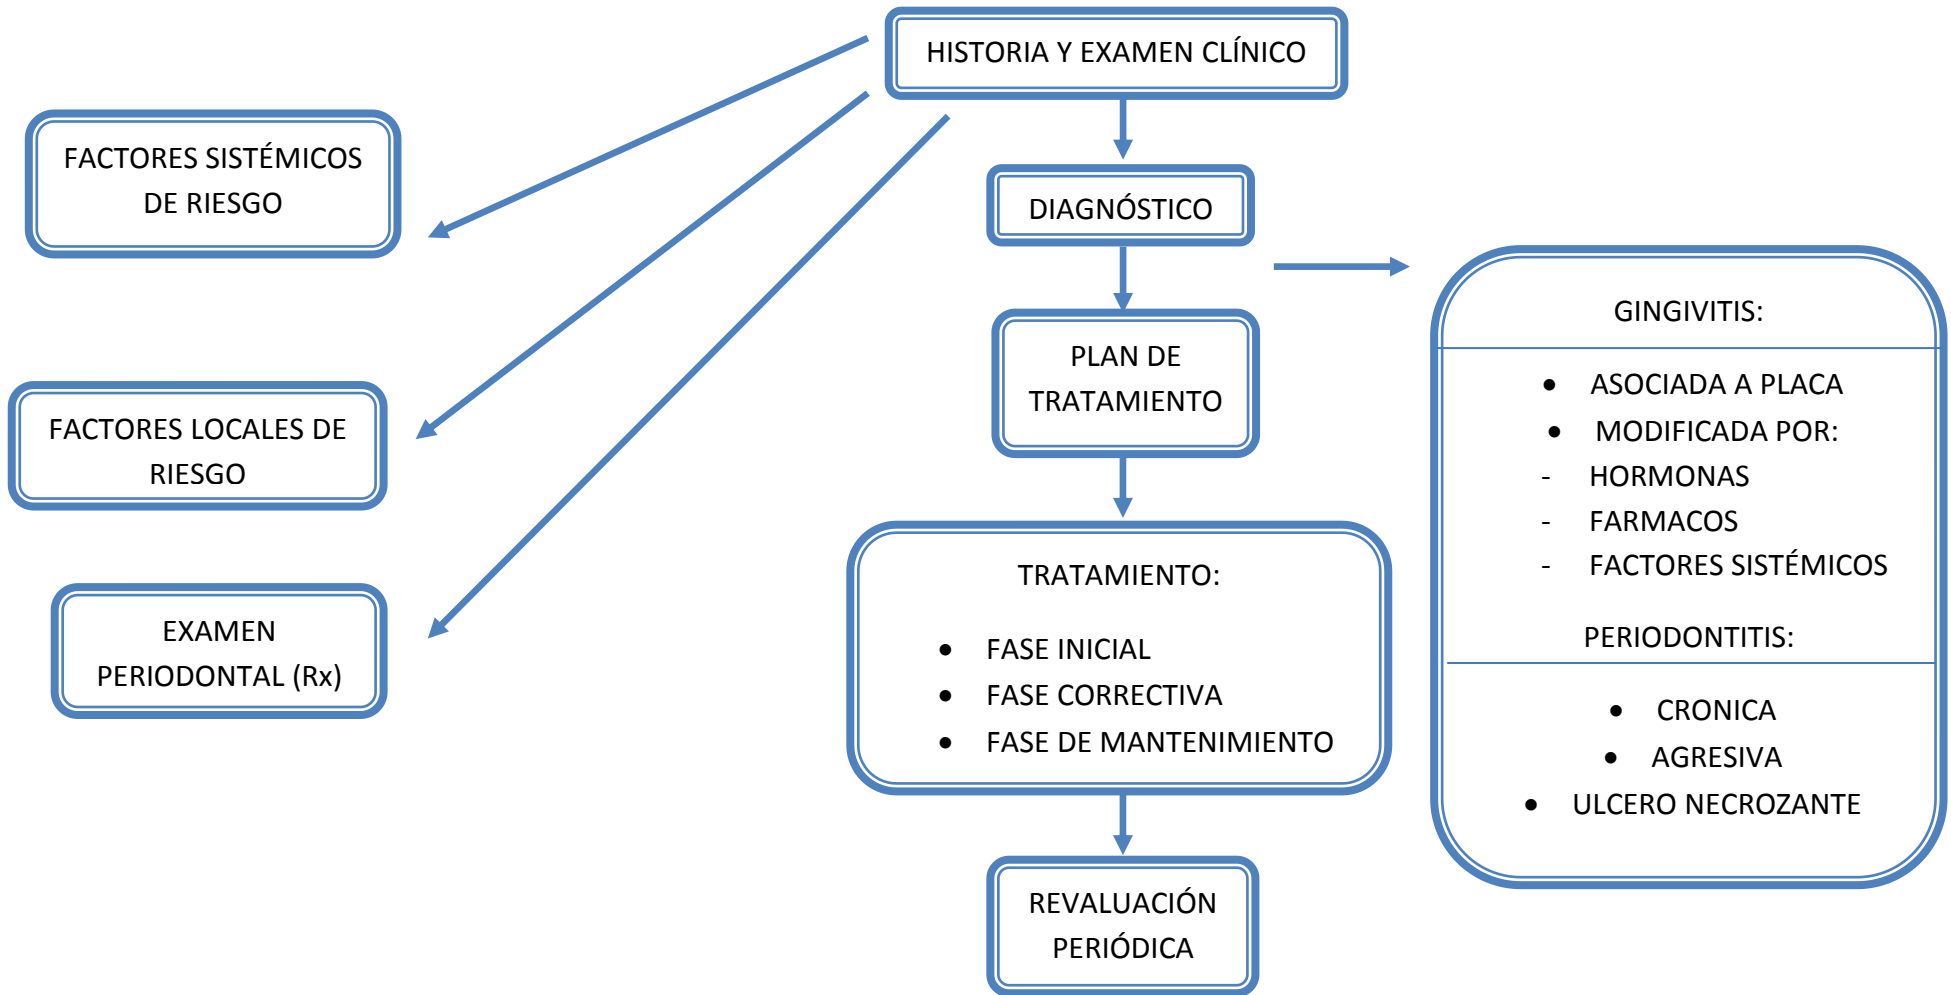 HISTORIA Y EXAMEN CLÍNICO
FACTORES SISTÉMICOS
DE RIESGO
FACTORES LOCALES DE
RIESGO
EXAMEN
PERIODONTAL (Rx)
DIAGNÓSTICO
PLAN DE
TRATAMIENTO
TRATAMIENTO:
• FASE INICIAL
• FASE CORRECTIVA
• FASE DE MANTENIMIENTO
REVALUACIÓN
PERIÓDICA
GINGIVITIS:
• ASOCIADA A PLACA
• MODIFICADA POR:
- HORMONAS
- FARMACOS
- FACTORES SISTÉMICOS
PERIODONTITIS:
• CRONICA
• AGRESIVA
• ULCERO NECROZANTE